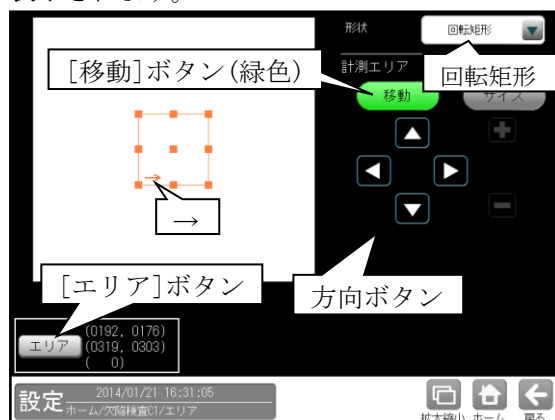 形状
回転矩形
計測エリア
[移動]ボタン(緑色)
回転矩形
移動
サイズ
→
[エリア]ボタン
方向ボタン
エリア
(0192, 0176)
(0319, 0303)
( 0)
設定
2014/01/21 16:31:05
ホーム/欠陥検査C1/エリア
拡大縮小 ホーム 戻る